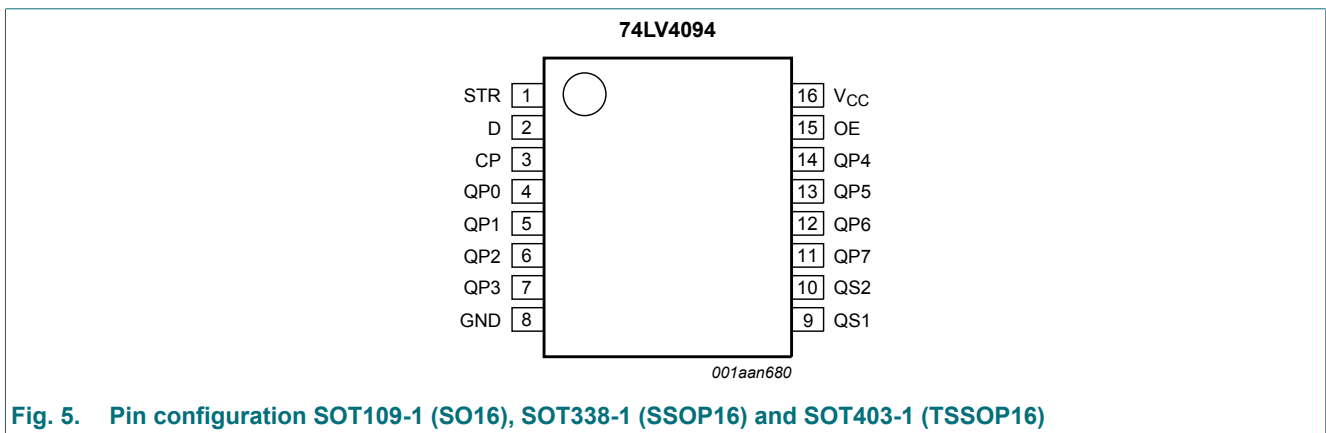 74LV4094
STR 1 16 VCC
D 2 15 OE
CP 3 14 QP4
QP0 4 13 QP5
QP1 5 12 QP6
QP2 6 11 QP7
QP3 7 10 QS2
GND 8 9 QS1
001aan680
Fig. 5. Pin configuration SOT109-1 (SO16), SOT338-1 (SSOP16) and SOT403-1 (TSSOP16)